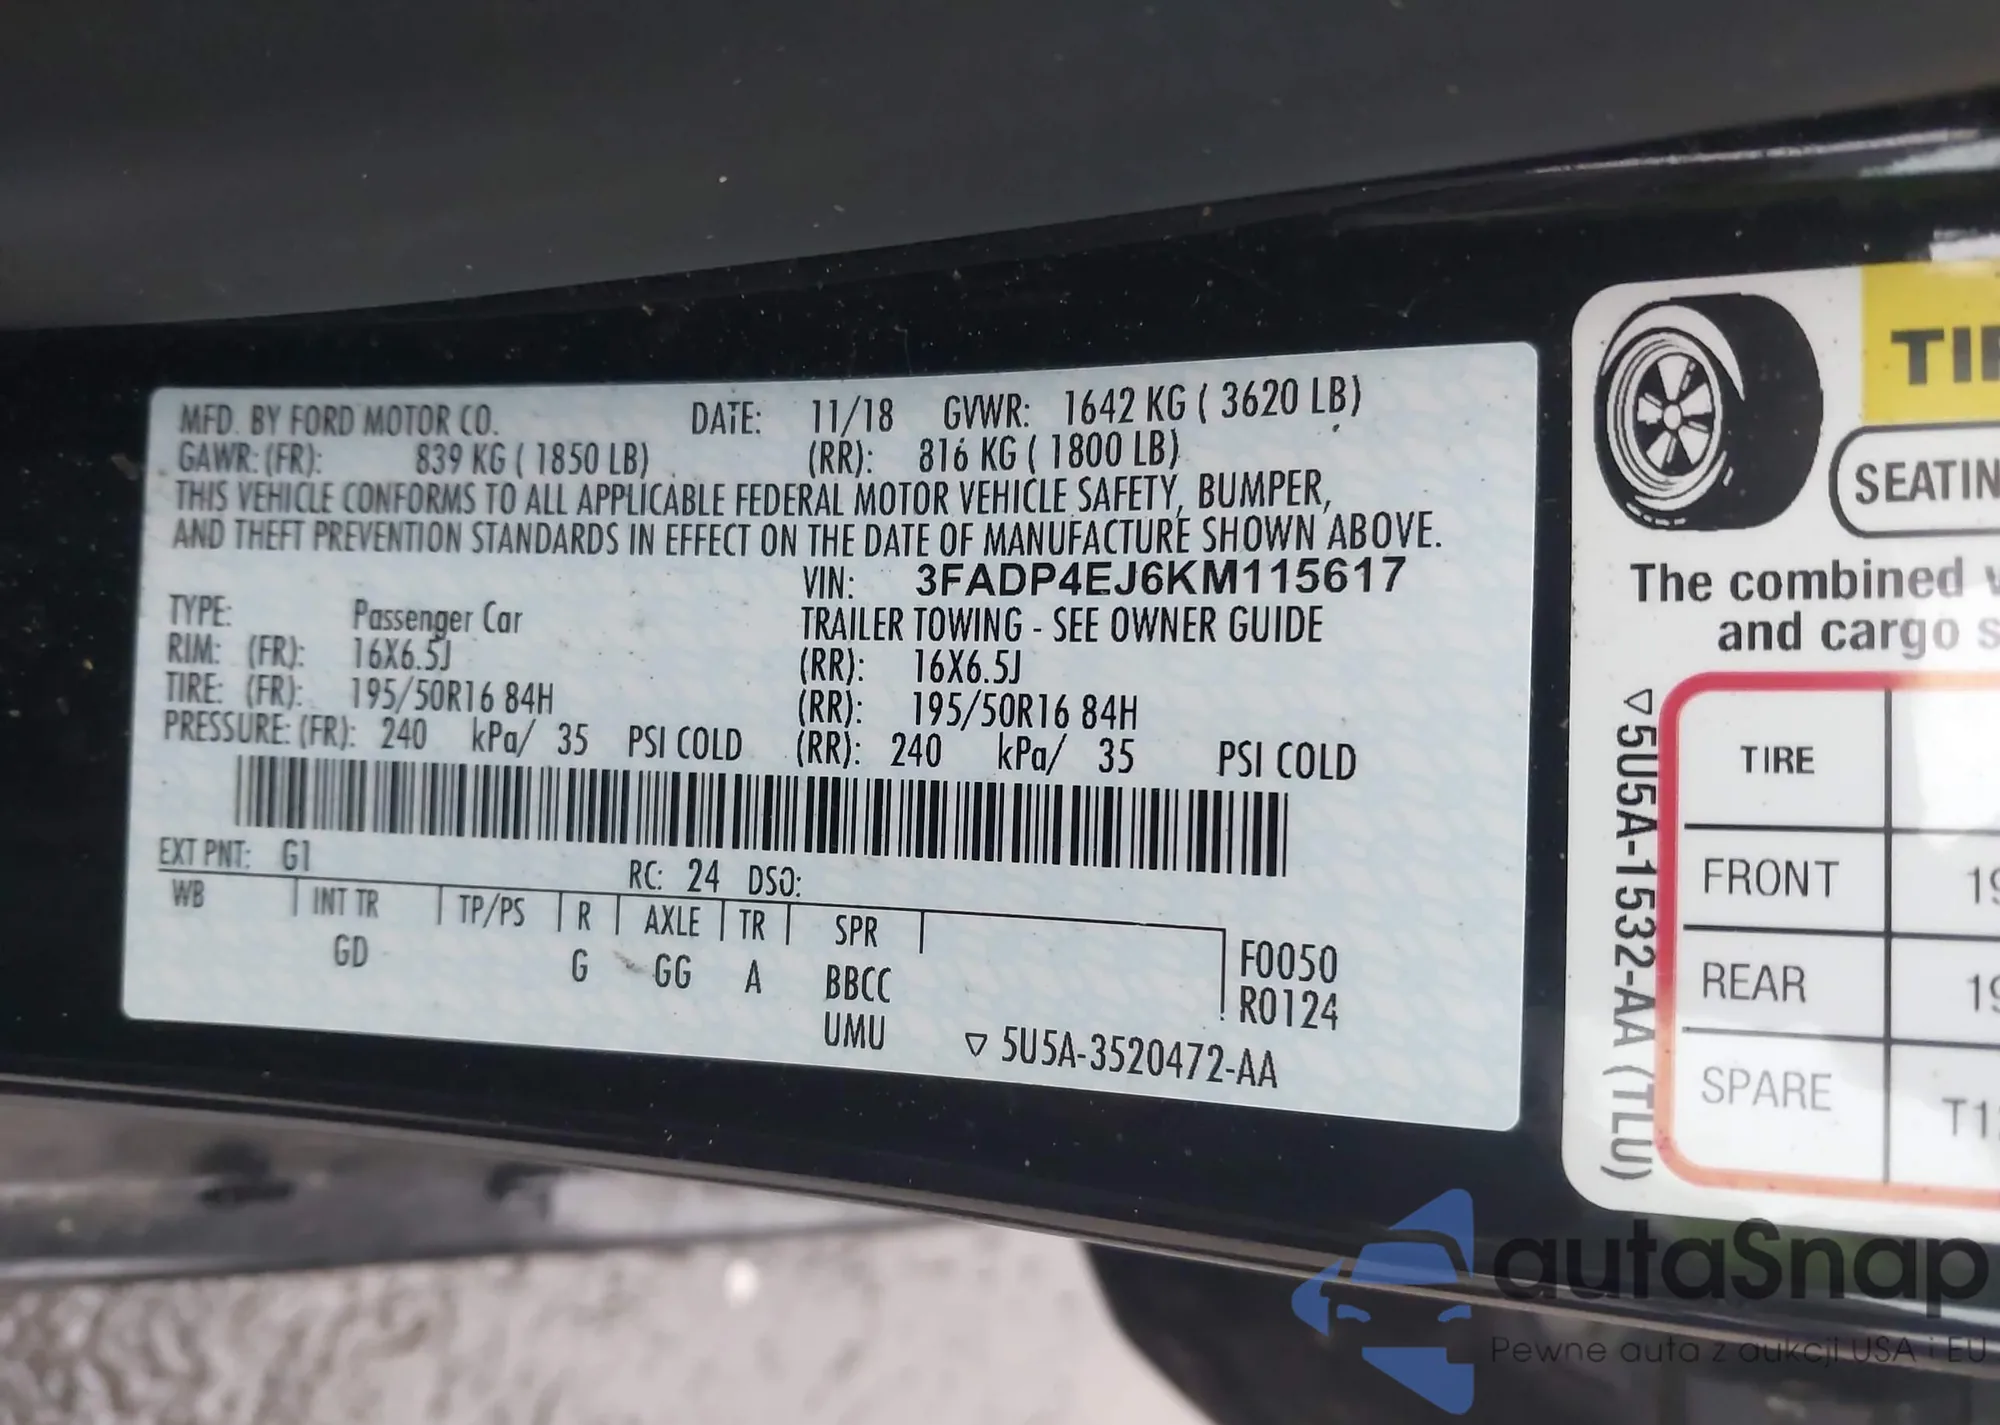 MFD. BY FORD MOTOR CO. DATE: 11/18 GVWR: 1642 KG ( 3620 LB)
GAWR: (FR): 839 KG ( 1850 LB) (RR): 816 KG ( 1800 LB)
THIS VEHICLE CONFORMS TO ALL APPLICABLE FEDERAL MOTOR VEHICLE SAFETY, BUMPER,
AND THEFT PREVENTION STANDARDS IN EFFECT ON THE DATE OF MANUFACTURE SHOWN ABOVE.
VIN: 3FADP4EJ6KM115617
TYPE: Passenger Car TRAILER TOWING - SEE OWNER GUIDE
RIM: (FR): 16X6.5J (RR): 16X6.5J
TIRE: (FR): 195/50R16 84H (RR): 195/50R16 84H
PRESSURE: (FR): 240 kPa/ 35 PSI COLD (RR): 240 kPa/ 35 PSI COLD
EXT PNT: G1 RC: 24 DSO:
WB INT TR TP/PS R AXLE TR SPR
GD G GG A BBCC
UMU
F0050
R0124
▽ 5U5A-3520472-AA
TI
SEATIN
The combined
and cargo s
▽5U5A-1532-AA (TLU)
TIRE
FRONT 19
REAR 19
SPARE T1
autaSnap
Pewne auta z aukcji USA i EU